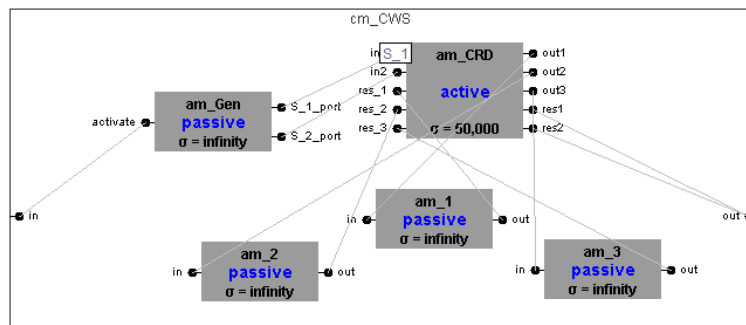 cm_CWS
in
S_1
am_CRD
out1
in2
out2
res_1
active
out3
am_Gen
S_1_port
res_2
res1
activate
passive
S_2_port
res_3
σ = 50,000
res2
σ = infinity
in
out
am_1
in
passive
out
σ = infinity
am_2
in
passive
out
σ = infinity
am_3
in
passive
out
σ = infinity